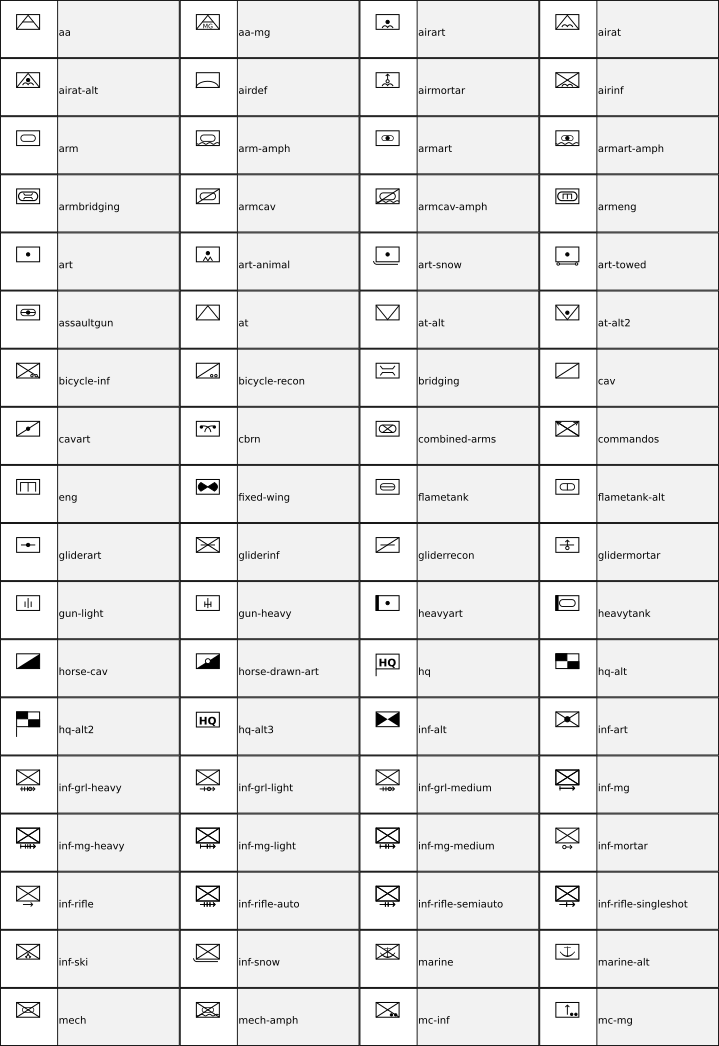 aa aa-mg airart airat
MG
airat-alt airdef airmortar airinf
arm arm-amph armart armart-amph
armbridging armcav armcav-amph armeng
art art-animal art-snow art-towed
assaultgun at at-alt at-alt2
bicycle-inf bicycle-recon bridging cav
cavart cbrn combined-arms commandos
eng fixed-wing flametank flametank-alt
gliderart gliderinf gliderrecon glidermortar
gun-light gun-heavy heavyart heavytank
horse-cav horse-drawn-art HQ hq hq-alt
hq-alt2 HQ hq-alt3 inf-alt inf-art
inf-grl-heavy inf-grl-light inf-grl-medium inf-mg
inf-mg-heavy inf-mg-light inf-mg-medium inf-mortar
inf-rifle inf-rifle-auto inf-rifle-semiauto inf-rifle-singleshot
inf-ski inf-snow marine marine-alt
mech mech-amph mc-inf mc-mg